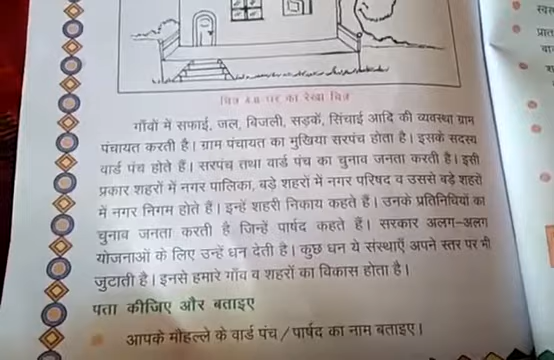 चित्र 4.8 घर का रेखा चित्र
गाँवों में सफाई, जल, बिजली, सड़कें, सिंचाई आदि की व्यवस्था ग्राम
पंचायत करती है। ग्राम पंचायत का मुखिया सरपंच होता है। इसके सदस्य
वार्ड पंच होते हैं। सरपंच तथा वार्ड पंच का चुनाव जनता करती है। इसी
प्रकार शहरों में नगर पालिका, बड़े शहरों में नगर परिषद व उससे बड़े शहरों
में नगर निगम होते हैं। इन्हें शहरी निकाय कहते हैं। उनके प्रतिनिधियों का
चुनाव जनता करती है जिन्हें पार्षद कहते हैं। सरकार अलग-अलग
योजनाओं के लिए उन्हें धन देती है। कुछ धन ये संस्थाएँ अपने स्तर पर भी
जुटाती है। इनसे हमारे गाँव व शहरों का विकास होता है।
पता कीजिए और बताइए
आपके मौहल्ले के वार्ड पंच / पार्षद का नाम बताइए।